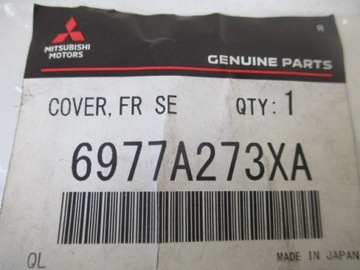 MITSUBISHI
MOTORS
R
GENUINE PARTS
COVER, FR SE QTY: 1
6977A273XA
QL MADE IN JAPAN